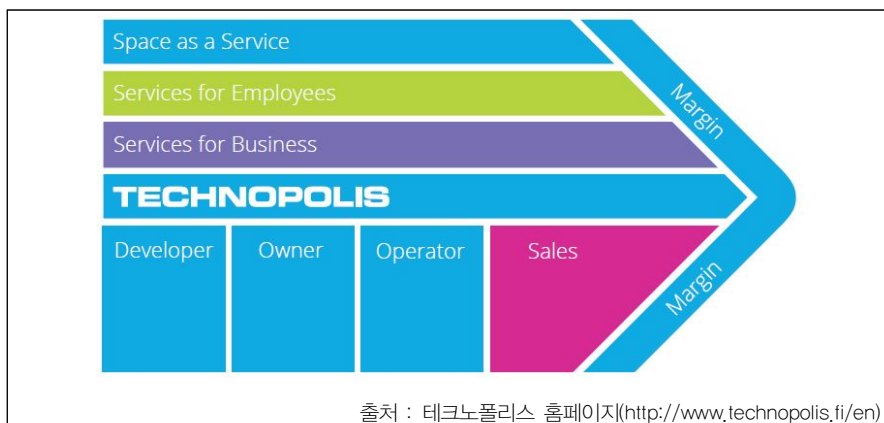 Space as a Service
Services for Employees
Services for Business
TECHNOPOLIS
Developer
Owner
Operator
Sales
Margin
Margin
출처 : 테크노폴리스 홈페이지(http://www.technopolis.fi/en)